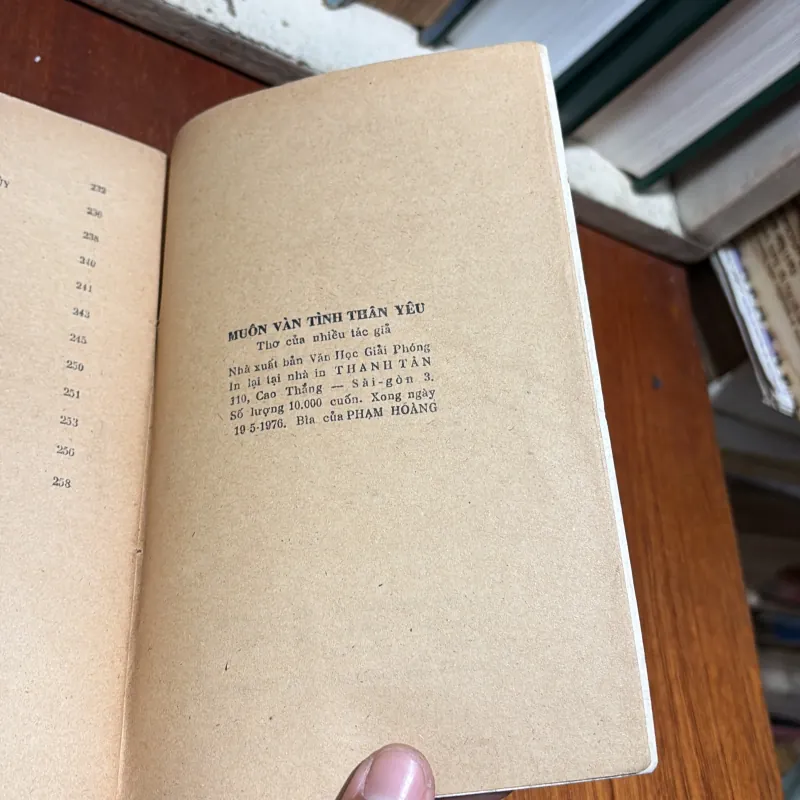 232
236
238
240
241
243
245
250
251
253
256
258
MUÔN VÀN TÌNH THÂN YÊU
Thơ của nhiều tác giả
Nhà xuất bản Văn Học Giải Phóng
In lại tại nhà in THANH TÂN
110, Cao Thắng — Sài-gòn 3.
Số lượng 10.000 cuốn. Xong ngày
19-5-1976. Bìa của PHẠM HOÀNG